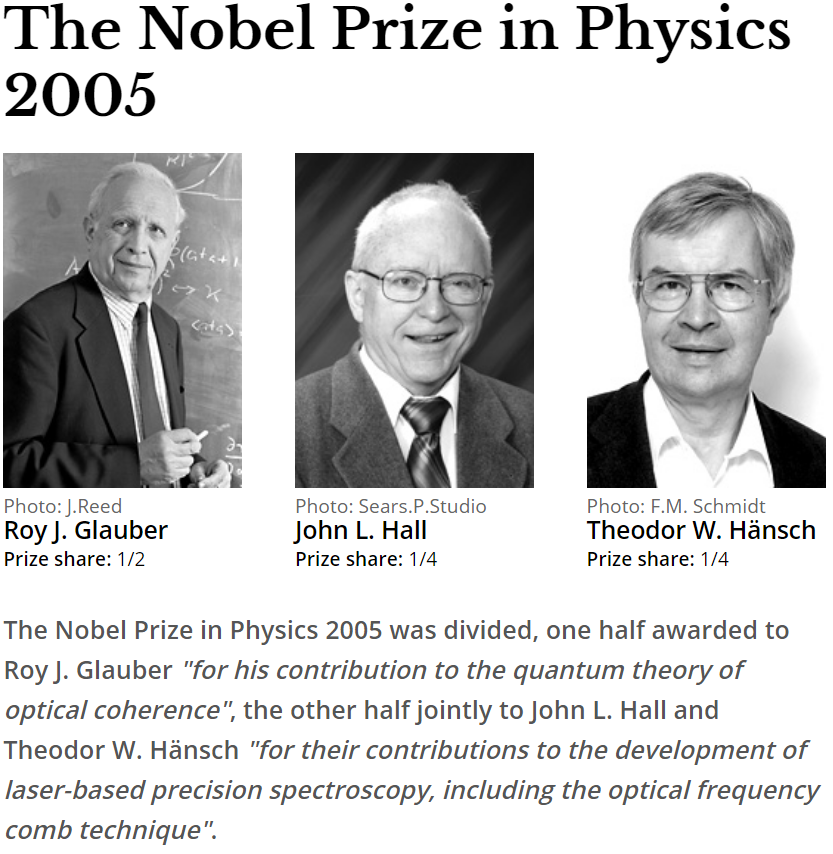 The Nobel Prize in Physics
2005
Photo: J.Reed
Roy J. Glauber
Prize share: 1/2
Photo: Sears.P.Studio
John L. Hall
Prize share: 1/4
Photo: F.M. Schmidt
Theodor W. Hänsch
Prize share: 1/4
The Nobel Prize in Physics 2005 was divided, one half awarded to
Roy J. Glauber "for his contribution to the quantum theory of
optical coherence", the other half jointly to John L. Hall and
Theodor W. Hänsch "for their contributions to the development of
laser-based precision spectroscopy, including the optical frequency
comb technique".